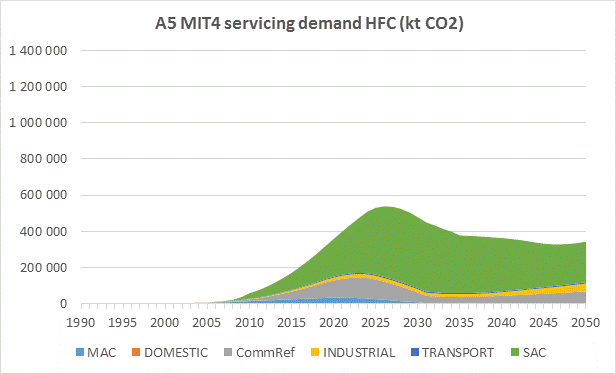 A5 MIT4 servicing demand HFC (kt CO2)
1 400 000
1 200 000
1 000 000
800 000
600 000
400 000
200 000
0
1990 1995 2000 2005 2010 2015 2020 2025 2030 2035 2040 2045 2050
MAC DOMESTIC CommRef INDUSTRIAL TRANSPORT SAC